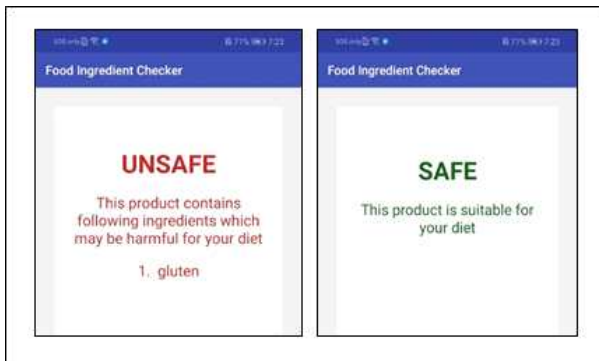 Food Ingredient Checker
UNSAFE
This product contains
following ingredients which
may be harmful for your diet
1. gluten
Food Ingredient Checker
SAFE
This product is suitable for
your diet